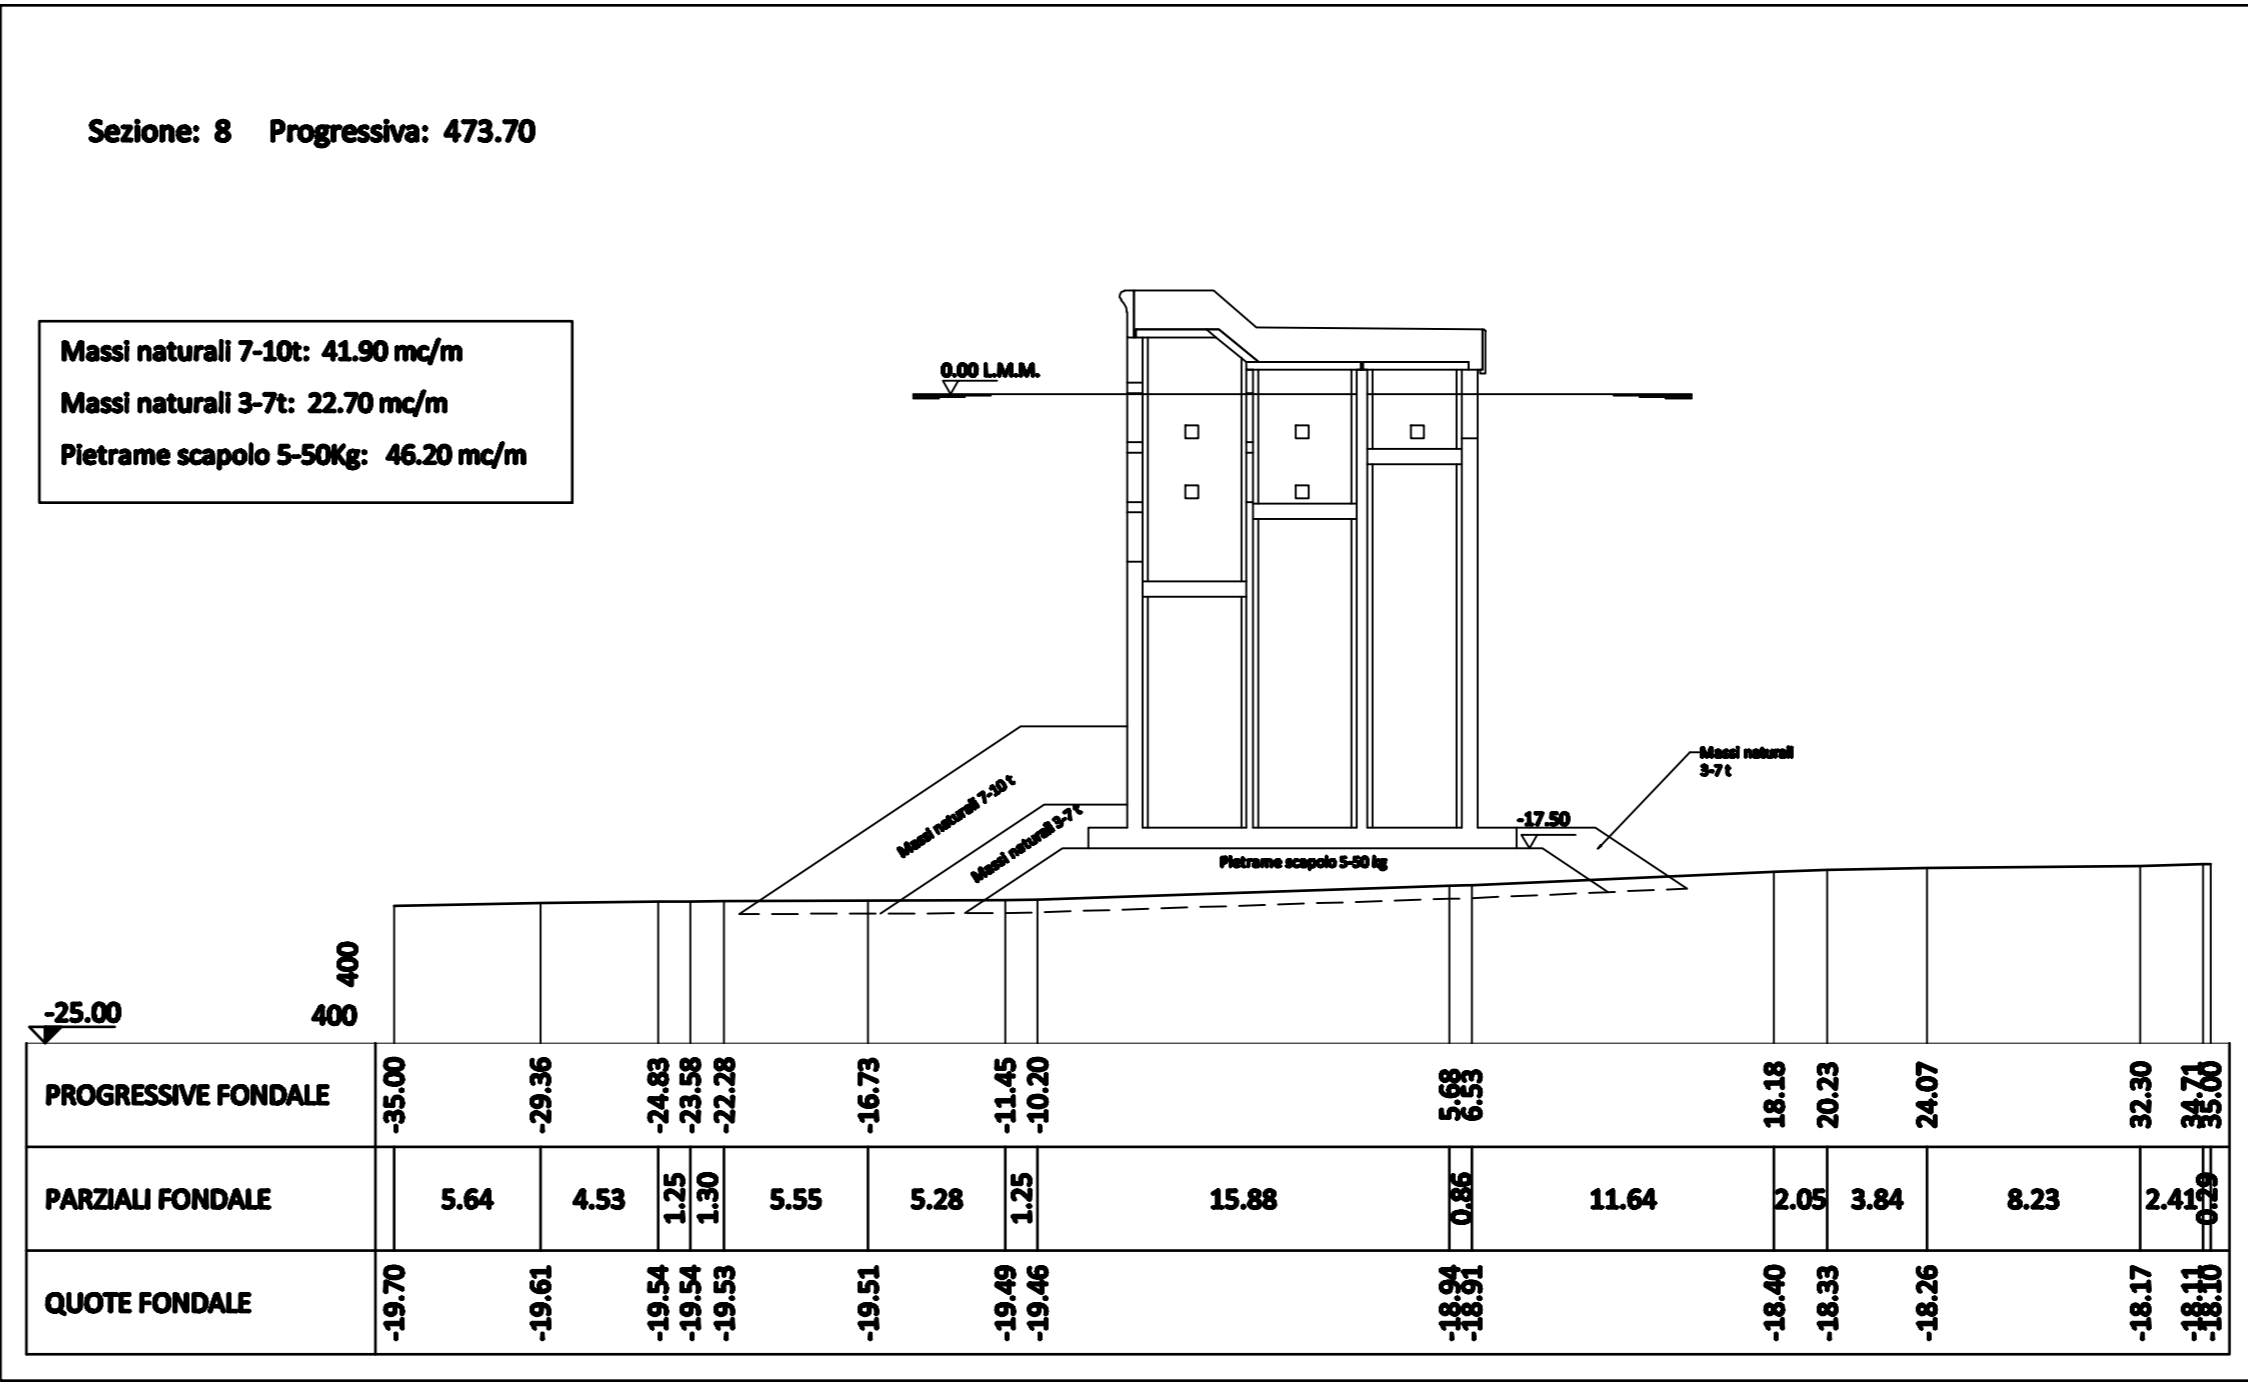 Sezione: 8 Progressiva: 473.70
Massi naturali 7-10t: 41.90 mc/m
Massi naturali 3-7t: 22.70 mc/m
Pietrame scapolo 5-50Kg: 46.20 mc/m
0.00 L.M.M.
Massi naturali
3-7 t
Massi naturali 7-10 t
Massi naturali 3-7 t
-17.50
Pietrame scapolo 5-50 kg
400
400
-25.00
PROGRESSIVE FONDALE -35.00 -29.36 -24.83 -23.58 -22.28 -16.73 -11.45 -10.20 5.68 6.53 18.18 20.23 24.07 32.30 34.71 35.00
PARZIALI FONDALE 5.64 4.53 1.25 1.30 5.55 5.28 1.25 15.88 0.86 11.64 2.05 3.84 8.23 2.41 0.29
QUOTE FONDALE -19.70 -19.61 -19.54 -19.54 -19.53 -19.51 -19.49 -19.46 -18.94 -18.91 -18.40 -18.33 -18.26 -18.17 -18.11 -18.10